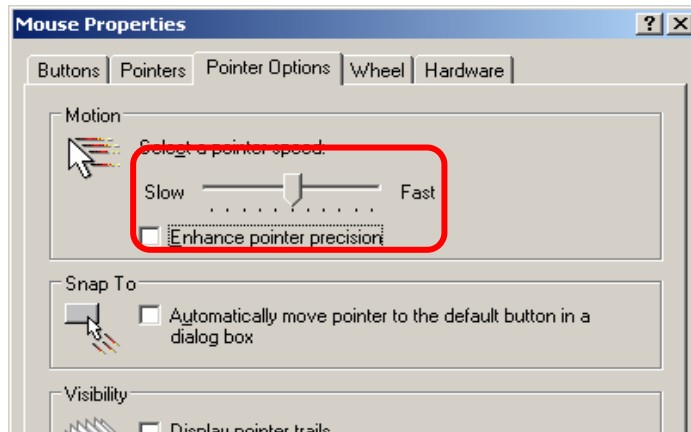 Mouse Properties
Buttons Pointers Pointer Options Wheel Hardware
Motion
Select a pointer speed:
Slow Fast
Enhance pointer precision
Snap To
Automatically move pointer to the default button in a
dialog box
Visibility
Display pointer trails